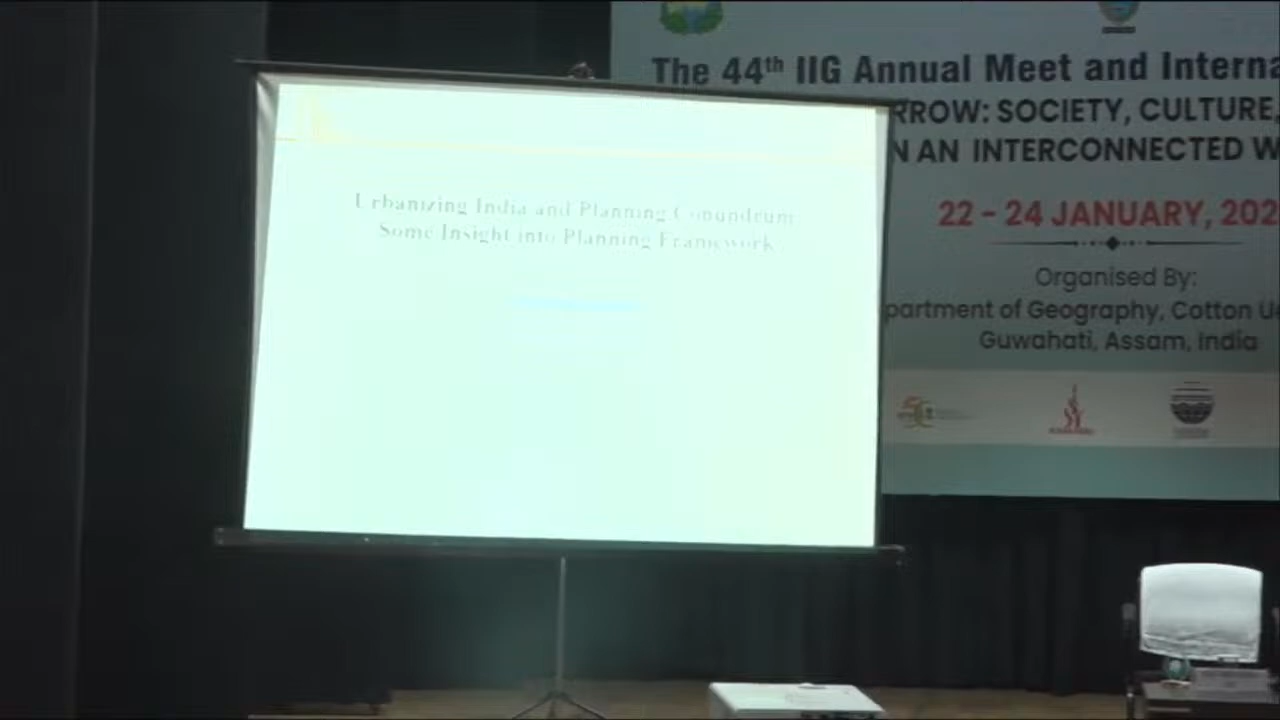 Urbanizing India and Planning Conundrum:
Some Insight into Planning Framework
The 44th IIG Annual Meet and Interna
RROW: SOCIETY, CULTURE,
N AN INTERCONNECTED W
22 - 24 JANUARY, 202
Organised By:
partment of Geography, Cotton U
Guwahati, Assam, India